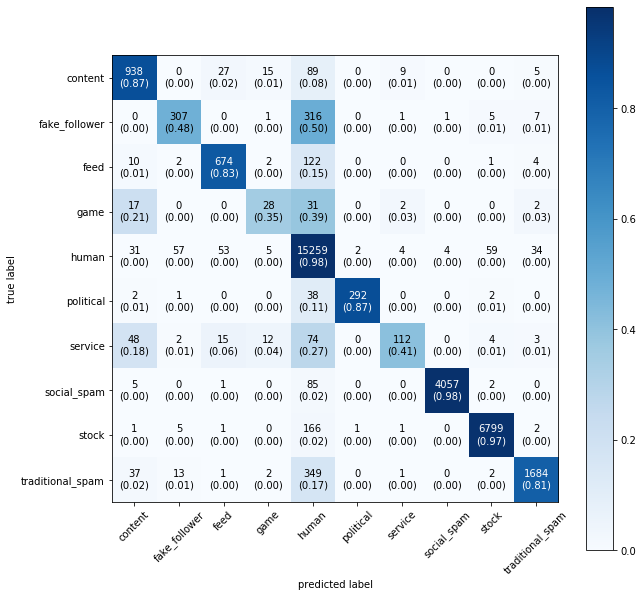 content 938 0 27 15 89 0 9 0 0 5
(0.87) (0.00) (0.02) (0.01) (0.08) (0.00) (0.01) (0.00) (0.00) (0.00)
fake_follower 0 307 0 1 316 0 1 1 5 7
(0.00) (0.48) (0.00) (0.00) (0.50) (0.00) (0.00) (0.00) (0.01) (0.01)
feed 10 2 674 2 122 0 0 0 1 4
(0.01) (0.00) (0.83) (0.00) (0.15) (0.00) (0.00) (0.00) (0.00) (0.00)
game 17 0 0 28 31 0 2 0 0 2
(0.21) (0.00) (0.00) (0.35) (0.39) (0.00) (0.03) (0.00) (0.00) (0.03)
human 31 57 53 5 15259 2 4 4 59 34
(0.00) (0.00) (0.00) (0.00) (0.98) (0.00) (0.00) (0.00) (0.00) (0.00)
political 2 1 0 0 38 292 0 0 2 0
(0.01) (0.00) (0.00) (0.00) (0.11) (0.87) (0.00) (0.00) (0.01) (0.00)
service 48 2 15 12 74 0 112 0 4 3
(0.18) (0.01) (0.06) (0.04) (0.27) (0.00) (0.41) (0.00) (0.01) (0.01)
social_spam 5 0 1 0 85 0 0 4057 2 0
(0.00) (0.00) (0.00) (0.00) (0.02) (0.00) (0.00) (0.98) (0.00) (0.00)
stock 1 5 1 0 166 1 1 0 6799 2
(0.00) (0.00) (0.00) (0.00) (0.02) (0.00) (0.00) (0.00) (0.97) (0.00)
traditional_spam 37 13 1 2 349 0 1 0 2 1684
(0.02) (0.01) (0.00) (0.00) (0.17) (0.00) (0.00) (0.00) (0.00) (0.81)
true label
content fake_follower feed game human political service social_spam stock traditional_spam
predicted label
0.8
0.6
0.4
0.2
0.0